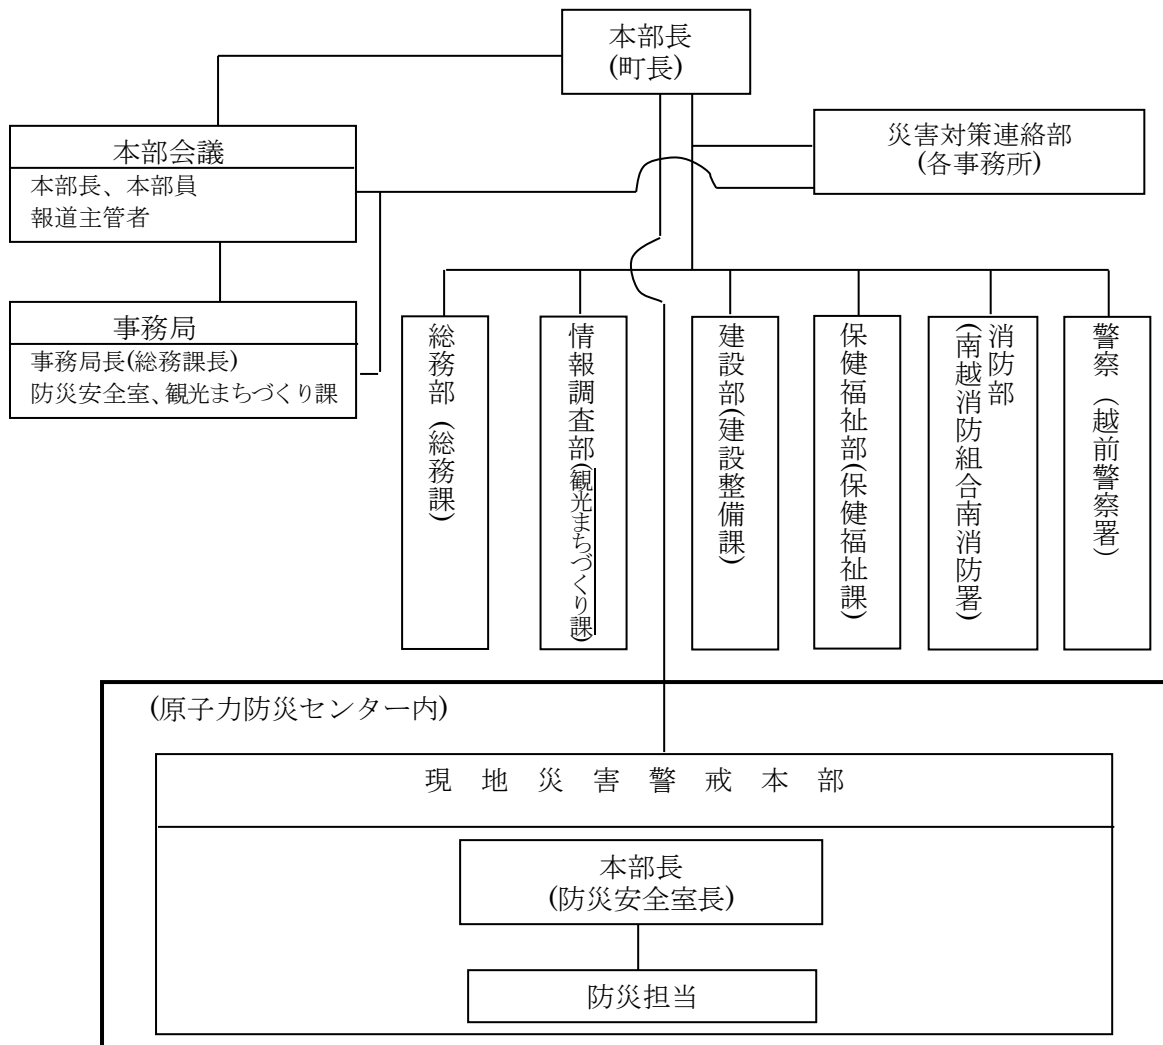 本部長
(町長)
災害対策連絡部
(各事務所)
本部会議
本部長、本部員
報道主管者
事務局
事務局長(総務課長)
防災安全室、観光まちづくり課
総務部（総務課）
情報調査部(観光まちづくり課)
建設部(建設整備課)
保健福祉部(保健福祉課)
消防部
(南越消防組合南消防署)
警察（越前警察署）
(原子力防災センター内)
現地災害警戒本部
本部長
(防災安全室長)
防災担当